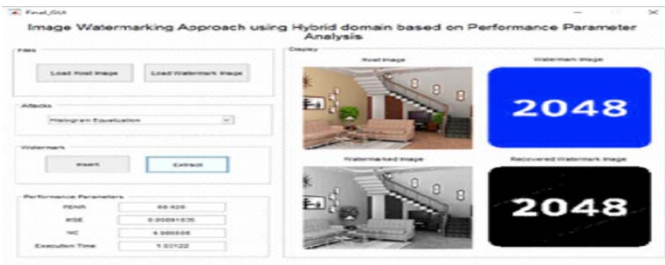 Final_GUI
Image Watermarking Approach using Hybrid domain based on Performance Parameter
Analysis
Files
Load Host Image
Load Watermark Image
Attacks
Histogram Equalization
Watermark
Insert
Extract
Performance Parameters
PSNR
MSE
NC
Execution Time
Display
Host Image
Watermark Image
2048
Watermarked Image
Recovered Watermark Image
2048